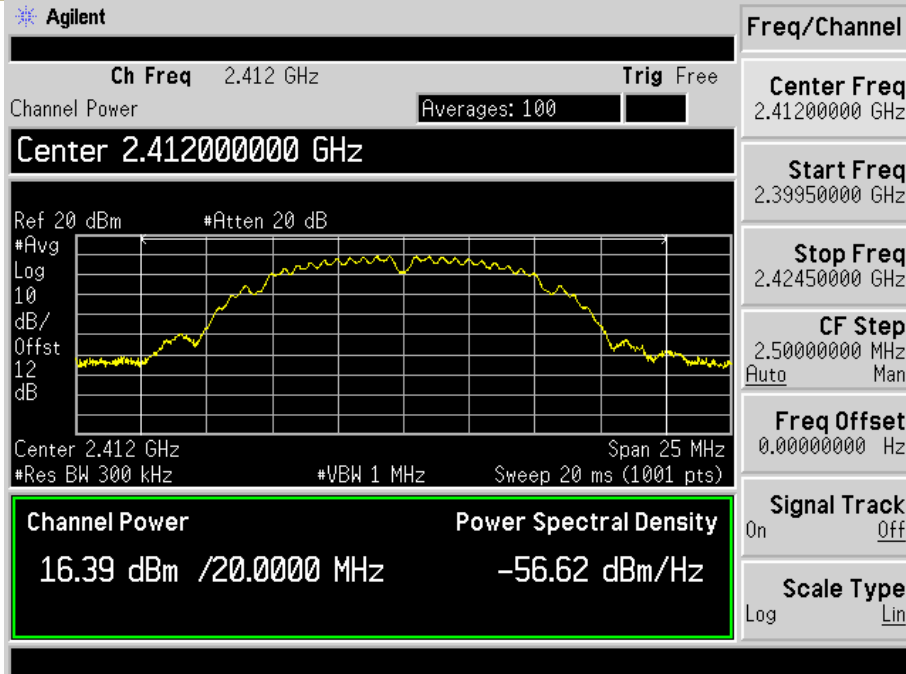 Agilent
Freq/Channel
Ch Freq 2.412 GHz Trig Free
Channel Power Averages: 100
Center 2.412000000 GHz
Ref 20 dBm #Atten 20 dB
#Avg
Log
10
dB/
Offst
12
dB
Center 2.412 GHz Span 25 MHz
#Res BW 300 kHz #VBW 1 MHz Sweep 20 ms (1001 pts)
Channel Power Power Spectral Density
16.39 dBm /20.0000 MHz -56.62 dBm/Hz
Center Freq
2.41200000 GHz
Start Freq
2.39950000 GHz
Stop Freq
2.42450000 GHz
CF Step
2.50000000 MHz
Auto Man
Freq Offset
0.00000000 Hz
Signal Track
On Off
Scale Type
Log Lin